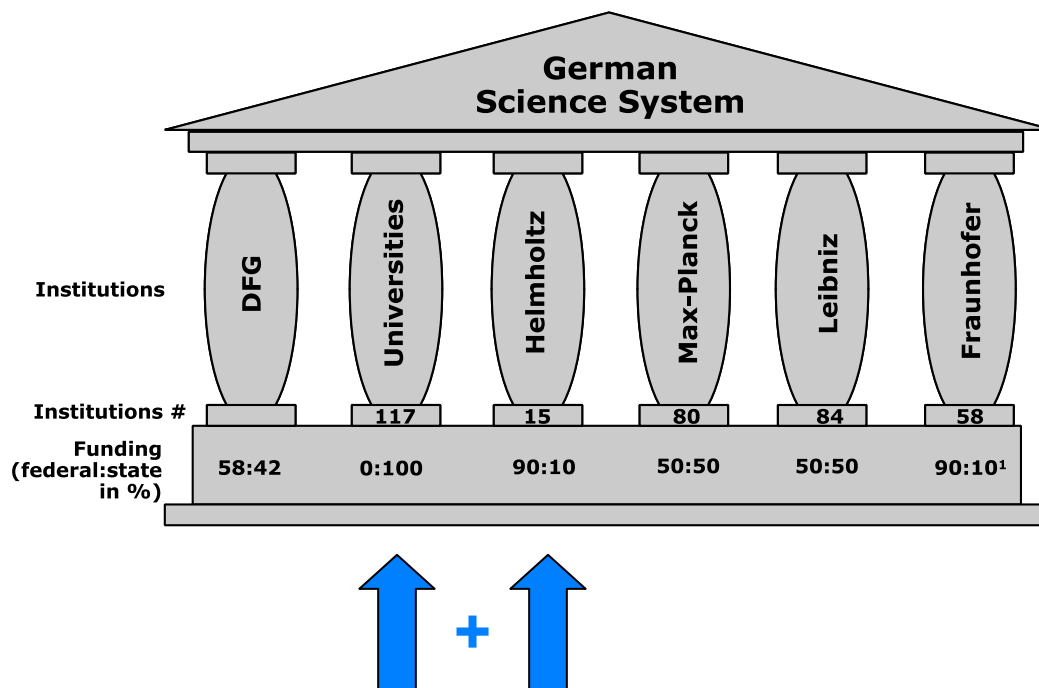 German
Science System
Institutions
DFG
Universities
Helmholtz
Max-Planck
Leibniz
Fraunhofer
Institutions #
117
15
80
84
58
Funding
(federal:state
in %)
58:42
0:100
90:10
50:50
50:50
90:10¹
+